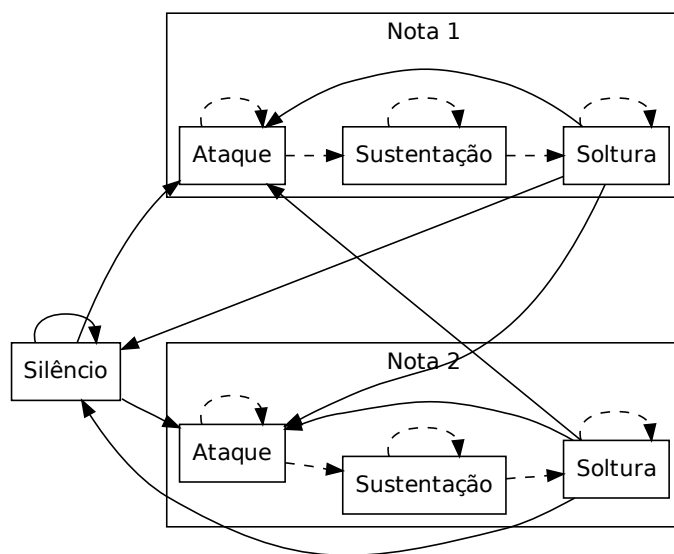 Nota 1
Ataque
Sustentação
Soltura
Silêncio
Nota 2
Ataque
Sustentação
Soltura